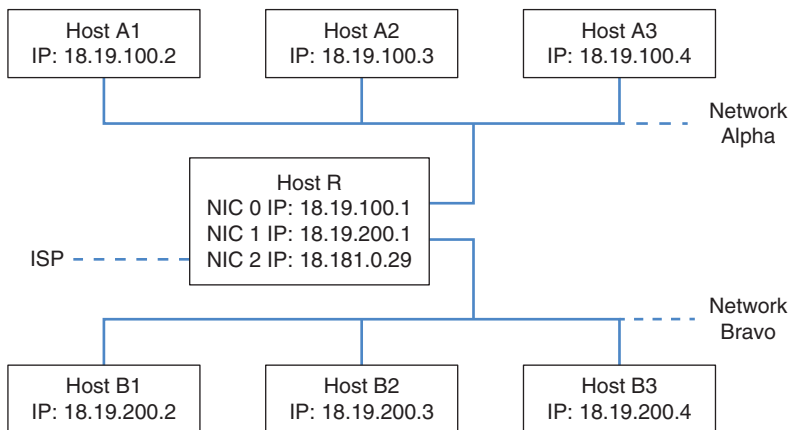 Host A1
IP: 18.19.100.2
Host A2
IP: 18.19.100.3
Host A3
IP: 18.19.100.4
Network
Alpha
Host R
NIC 0 IP: 18.19.100.1
NIC 1 IP: 18.19.200.1
NIC 2 IP: 18.181.0.29
ISP
Network
Bravo
Host B1
IP: 18.19.200.2
Host B2
IP: 18.19.200.3
Host B3
IP: 18.19.200.4